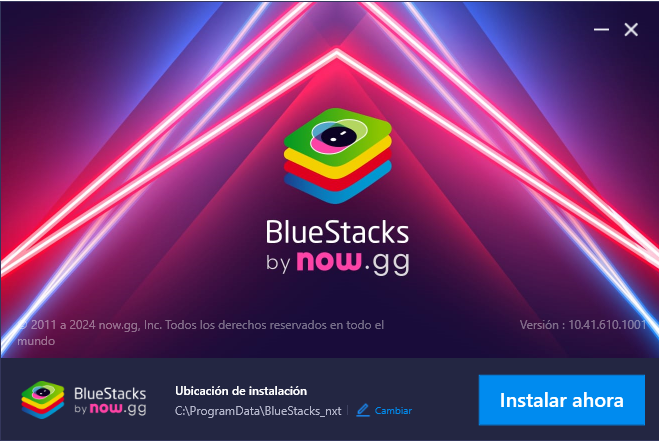 BlueStacks
by now.gg
© 2011 a 2024 now.gg, Inc. Todos los derechos reservados en todo el
mundo
Versión : 10.41.610.1001
BlueStacks
by now.gg
Ubicación de instalación
C:\ProgramData\BlueStacks_nxt
Cambiar
Instalar ahora